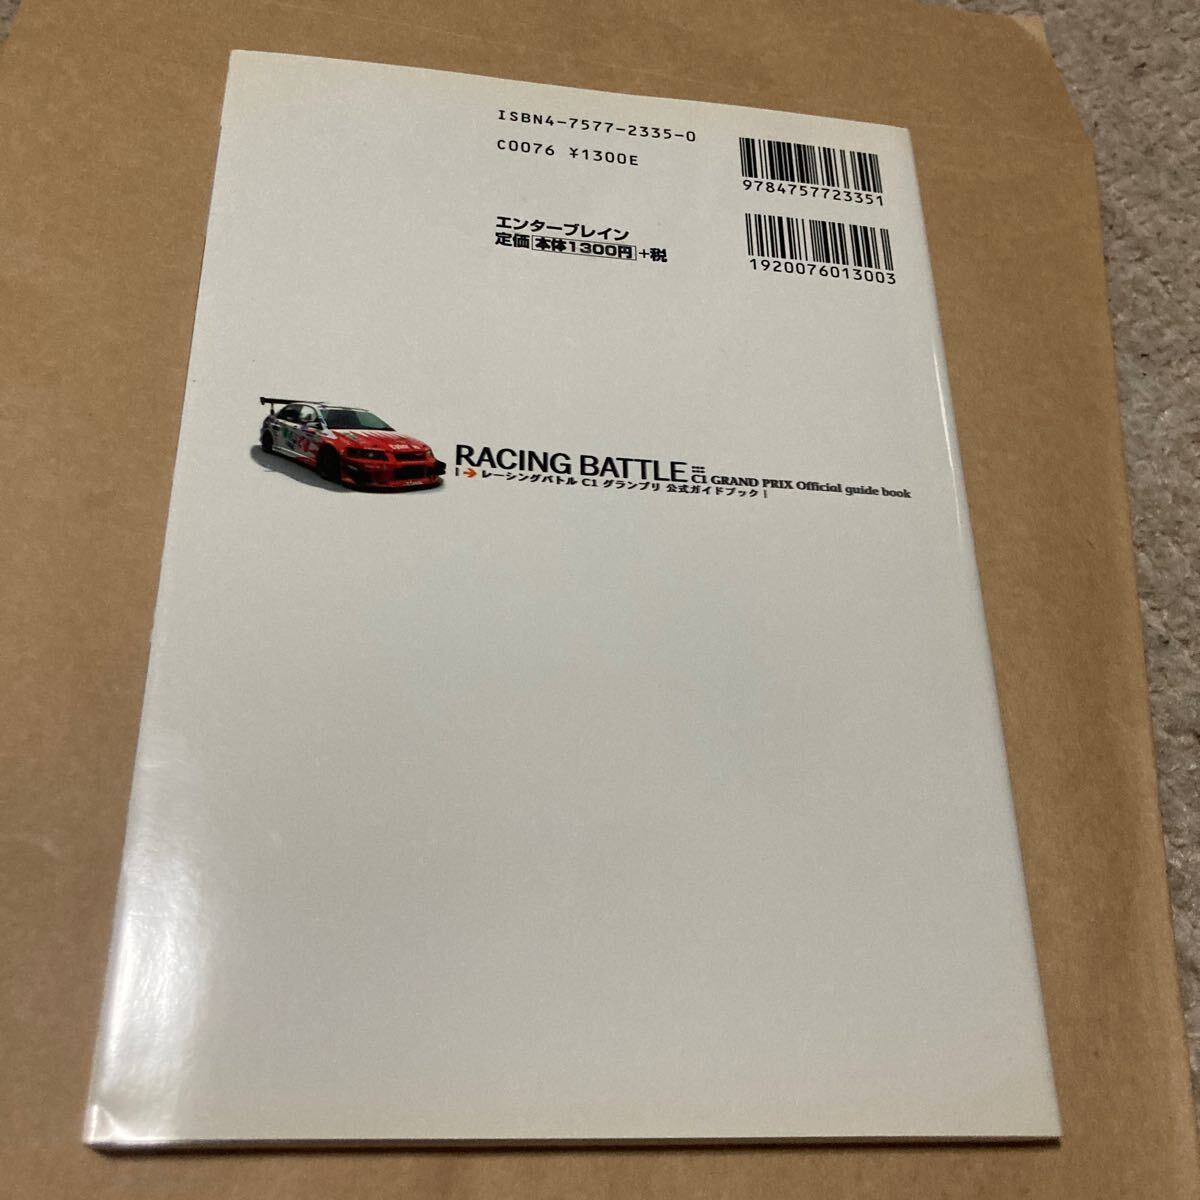 ISBN4-7577-2335-0
C0076 ¥1300E
9784757723351
エンターブレイン
定価 本体1300円 +税
1920076013003
RACING BATTLE C1 GRAND PRIX Official guide book
レーシングバトル C1 グランプリ 公式ガイドブック